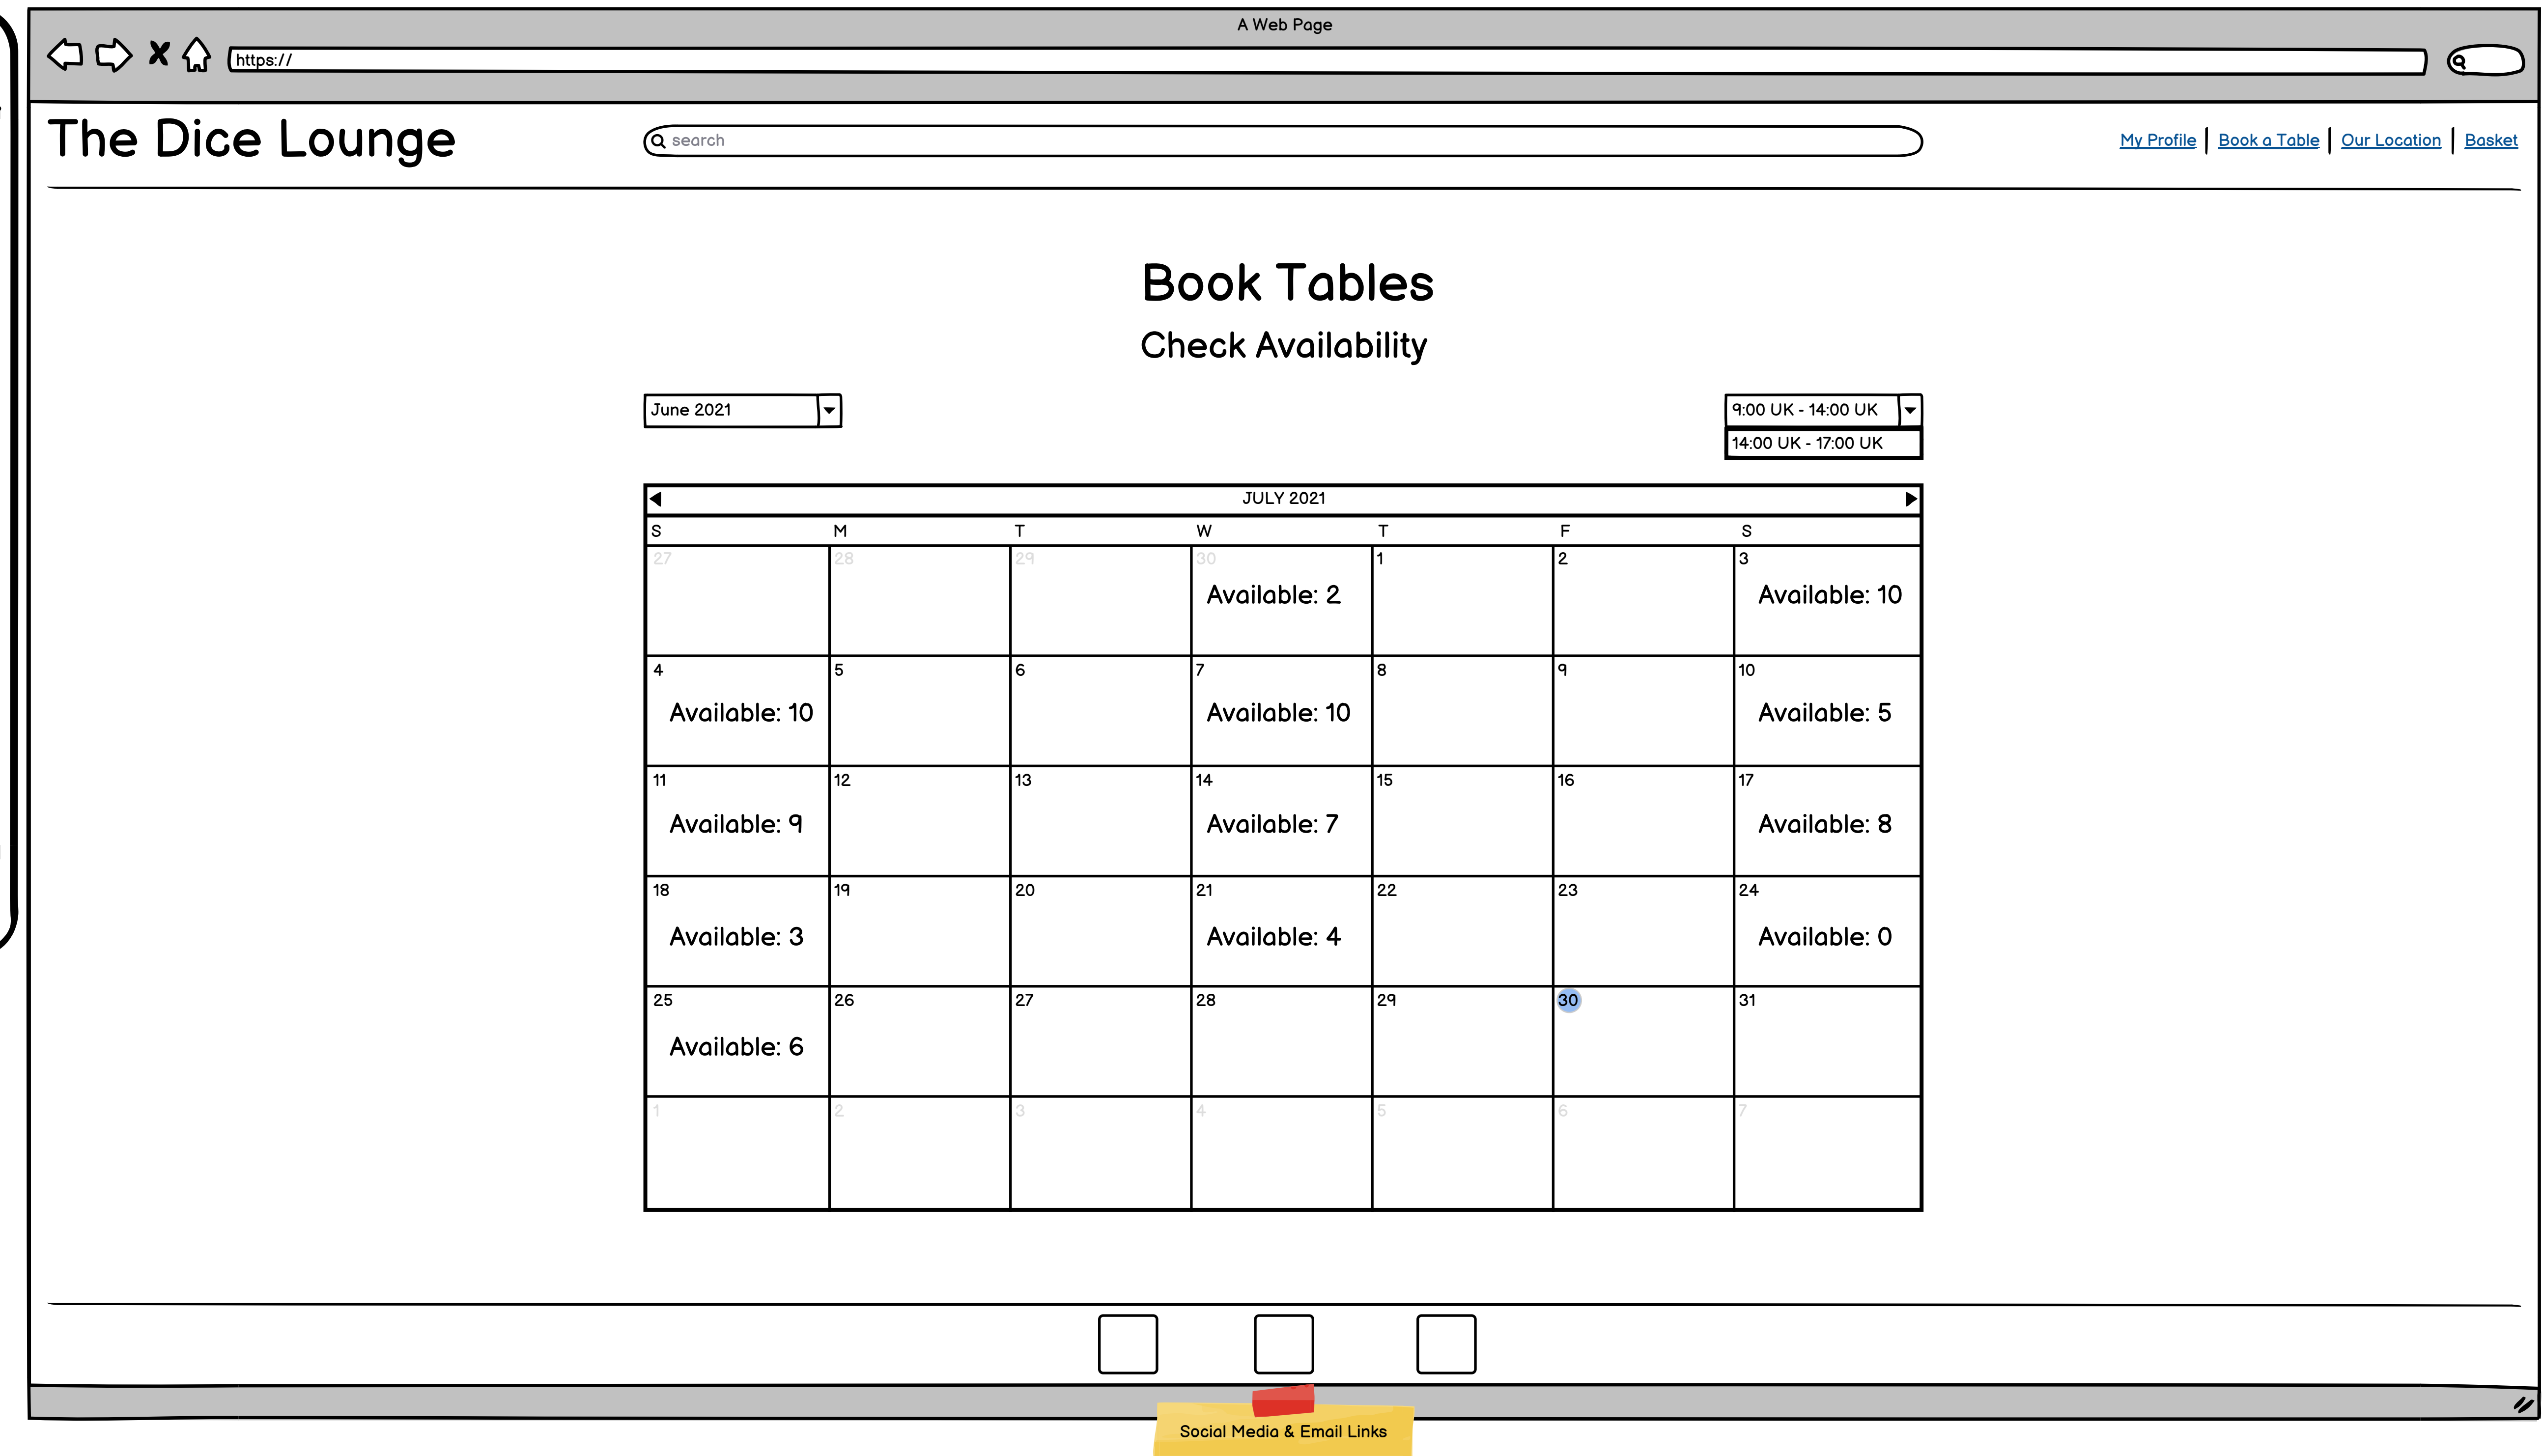 A Web Page
https://
The Dice Lounge
search
My Profile | Book a Table | Our Location | Basket
Book Tables
Check Availability
June 2021
9:00 UK - 14:00 UK
14:00 UK - 17:00 UK
JULY 2021
S M T W T F S
27 28 29 30 1 2 3
Available: 2 Available: 10
4 5 6 7 8 9 10
Available: 10 Available: 10 Available: 5
11 12 13 14 15 16 17
Available: 9 Available: 7 Available: 8
18 19 20 21 22 23 24
Available: 3 Available: 4 Available: 0
25 26 27 28 29 30 31
Available: 6
1 2 3 4 5 6 7
Social Media & Email Links